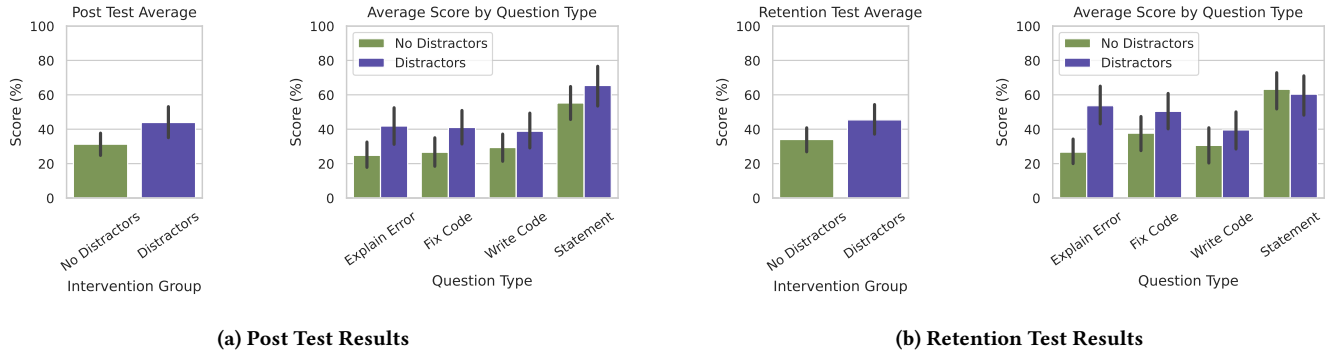 Post Test Average
100
80
60
40
20
0
Score (%)
No Distractors
Distractors
Intervention Group
Average Score by Question Type
No Distractors
Distractors
100
80
60
40
20
0
Score (%)
Explain Error
Fix Code
Write Code
Statement
Question Type
(a) Post Test Results
Retention Test Average
100
80
60
40
20
0
Score (%)
No Distractors
Distractors
Intervention Group
Average Score by Question Type
No Distractors
Distractors
100
80
60
40
20
0
Score (%)
Explain Error
Fix Code
Write Code
Statement
Question Type
(b) Retention Test Results